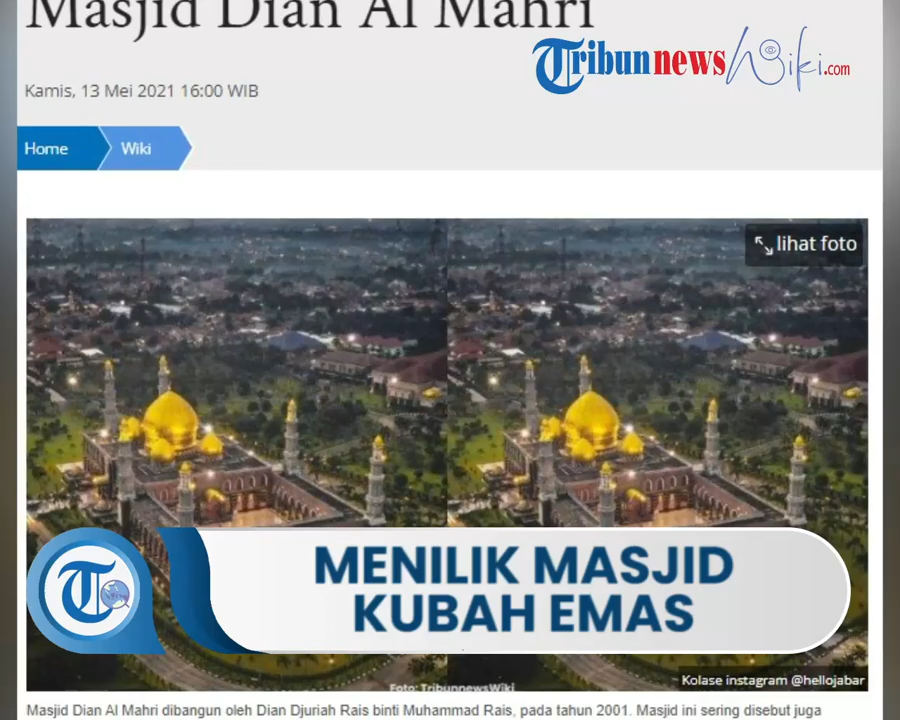 Masjid Dian Al Mahri
Tribunnews Wiki.com
Kamis, 13 Mei 2021 16:00 WIB
Home Wiki
lihat foto
MENILIK MASJID
KUBAH EMAS
Kolase instagram @hellojabar
Foto: TribunnewsWiki
Masjid Dian Al Mahri dibangun oleh Dian Djuriah Rais binti Muhammad Rais, pada tahun 2001. Masjid ini sering disebut juga